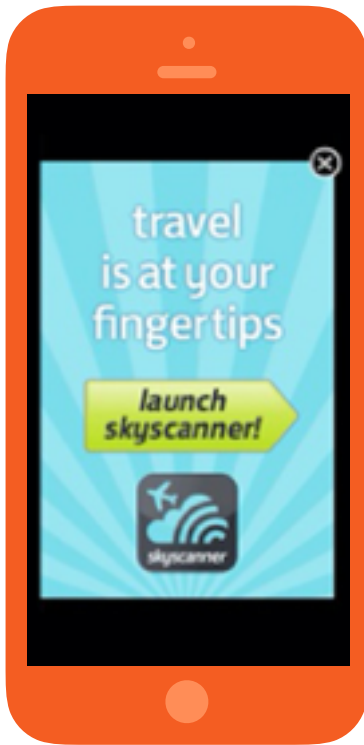 travel
is at your
fingertips
launch
skyscanner!
skyscanner